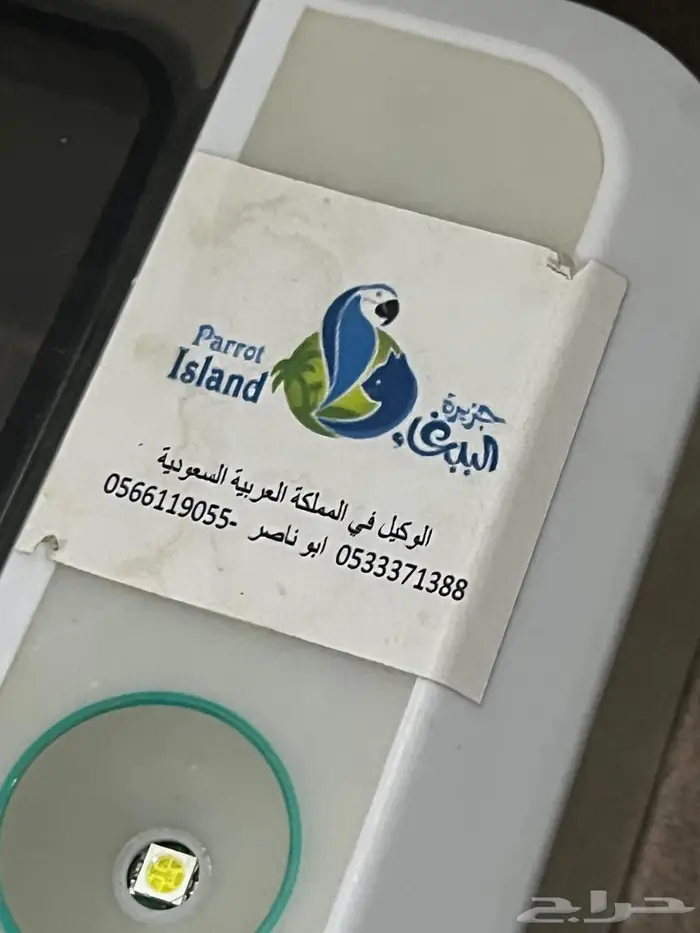 Parrot
Island
جزيرة
الببغاء
الوكيل في المملكة العربية السعودية
0533371388 ابو ناصر -0566119055
حراج